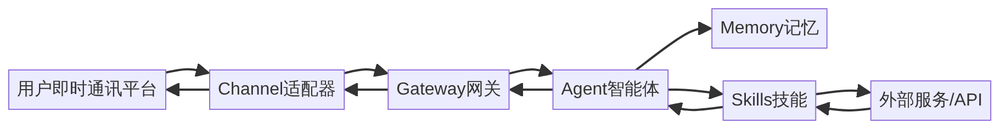 Memory记忆
用户即时通讯平台
Channel适配器
Gateway网关
Agent智能体
Skills技能
外部服务/API